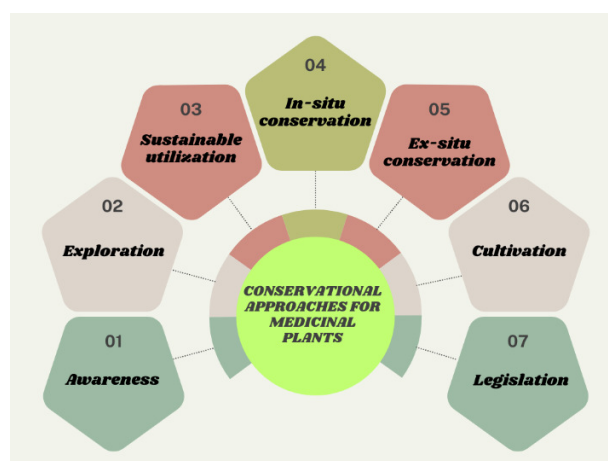 01
Awareness
02
Exploration
03
Sustainable
utilization
04
In-situ
conservation
05
Ex-situ
conservation
06
Cultivation
07
Legislation
CONSERVATIONAL
APPROACHES FOR
MEDICINAL
PLANTS